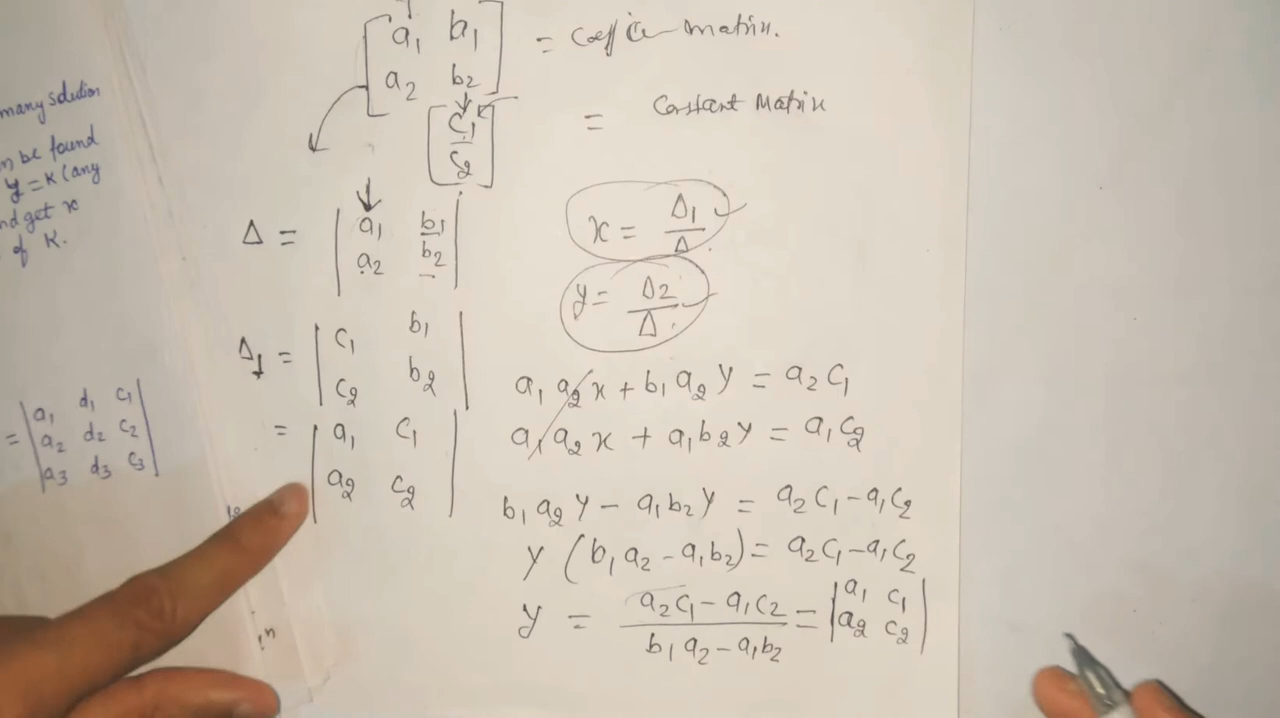 many solution
n be found
y = K (any
nd get x
of K.
= | a₁ d₁ c₁ |
| a₂ d₂ c₂ |
| a₃ d₃ c₃ |
[ a₁ b₁ ] = matrix.
[ a₂ b₂ ]
[ c₁ ] = Constant Matrix
[ c₂ ]
Δ = | a₁ b₁ |
| a₂ b₂ |
x = Δ₁/Δ
y = Δ₂/Δ
Δ₁ = | c₁ b₁ |
| c₂ b₂ |
= | a₁ c₁ |
| a₂ c₂ |
a₁ a₂ x + b₁ a₂ y = a₂ c₁
a₁ a₂ x + a₁ b₂ y = a₁ c₂
b₁ a₂ y - a₁ b₂ y = a₂ c₁ - a₁ c₂
y (b₁ a₂ - a₁ b₂) = a₂ c₁ - a₁ c₂
y = (a₂ c₁ - a₁ c₂)/(b₁ a₂ - a₁ b₂) = | a₁ c₁ |
| a₂ c₂ |